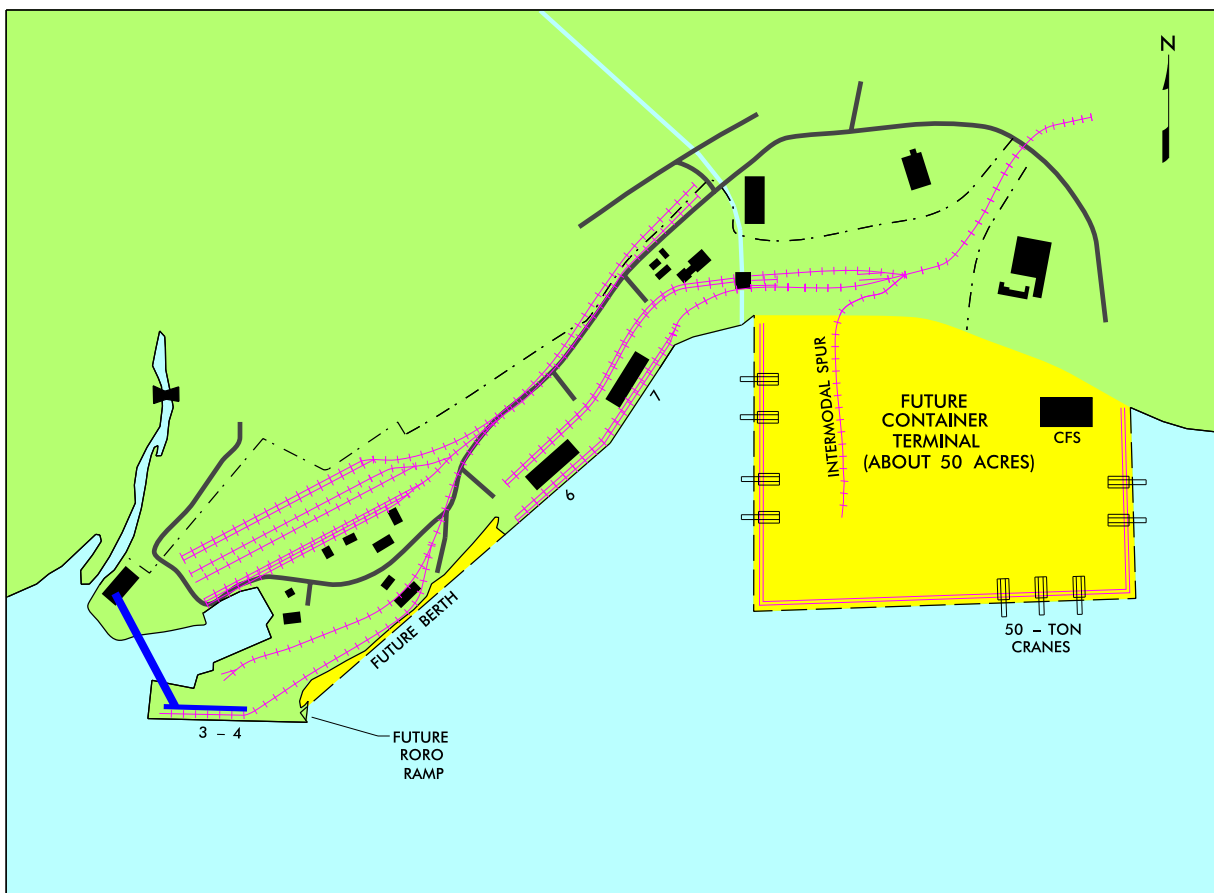 N
INTERMODAL SPUR
FUTURE
CONTAINER
TERMINAL
(ABOUT 50 ACRES)
CFS
7
6
FUTURE BERTH
50 – TON
CRANES
3 – 4
FUTURE
RORO
RAMP